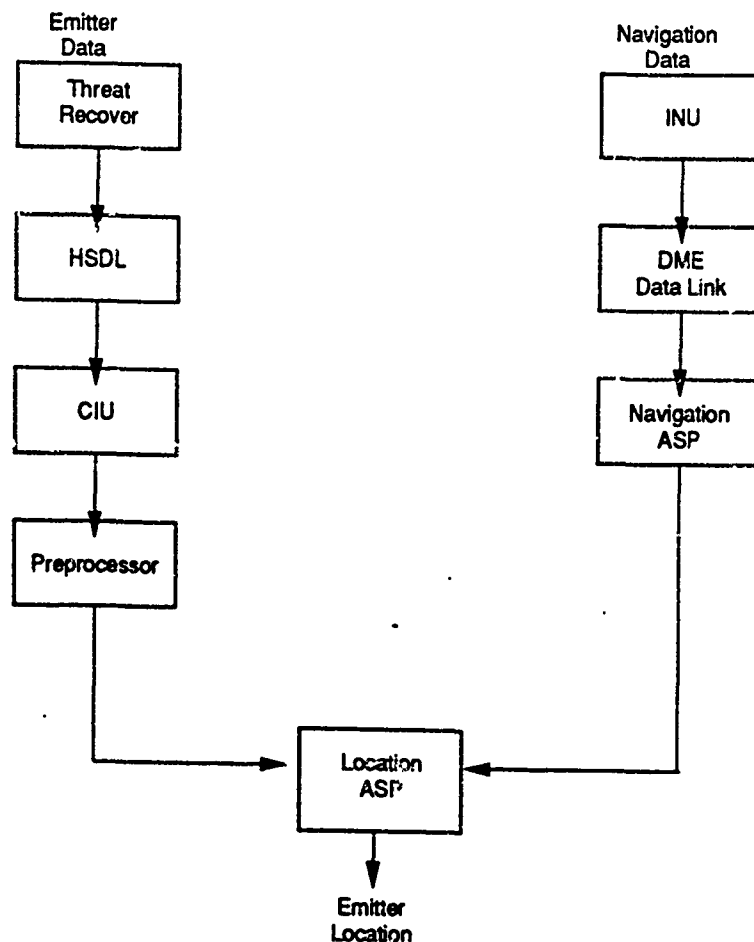 Emitter
Data
Threat
Recover
HSDL
CIU
Preprocessor
Navigation
Data
INU
DME
Data Link
Navigation
ASP
Location
ASP
Emitter
Location